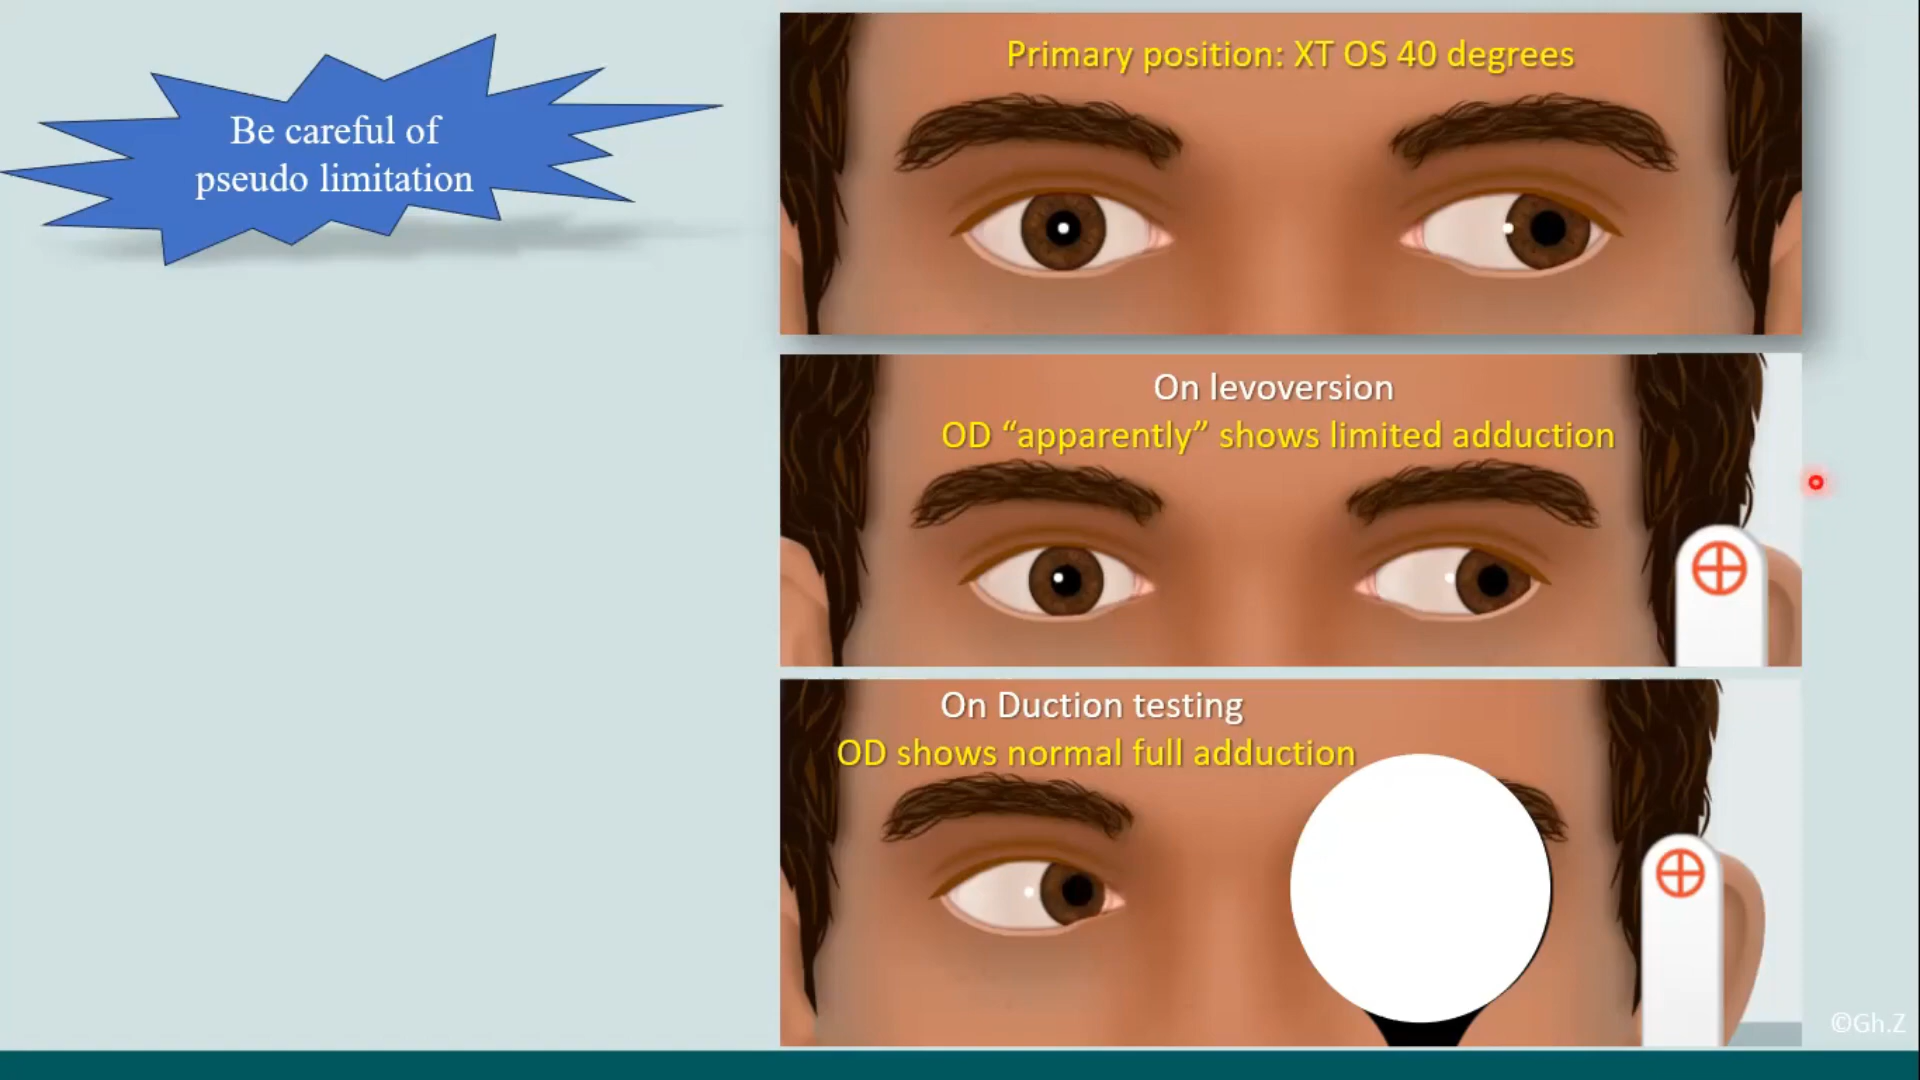 Be careful of
pseudo limitation
Primary position: XT OS 40 degrees
On levoversion
OD “apparently” shows limited adduction
On Duction testing
OD shows normal full adduction
©Gh.Z